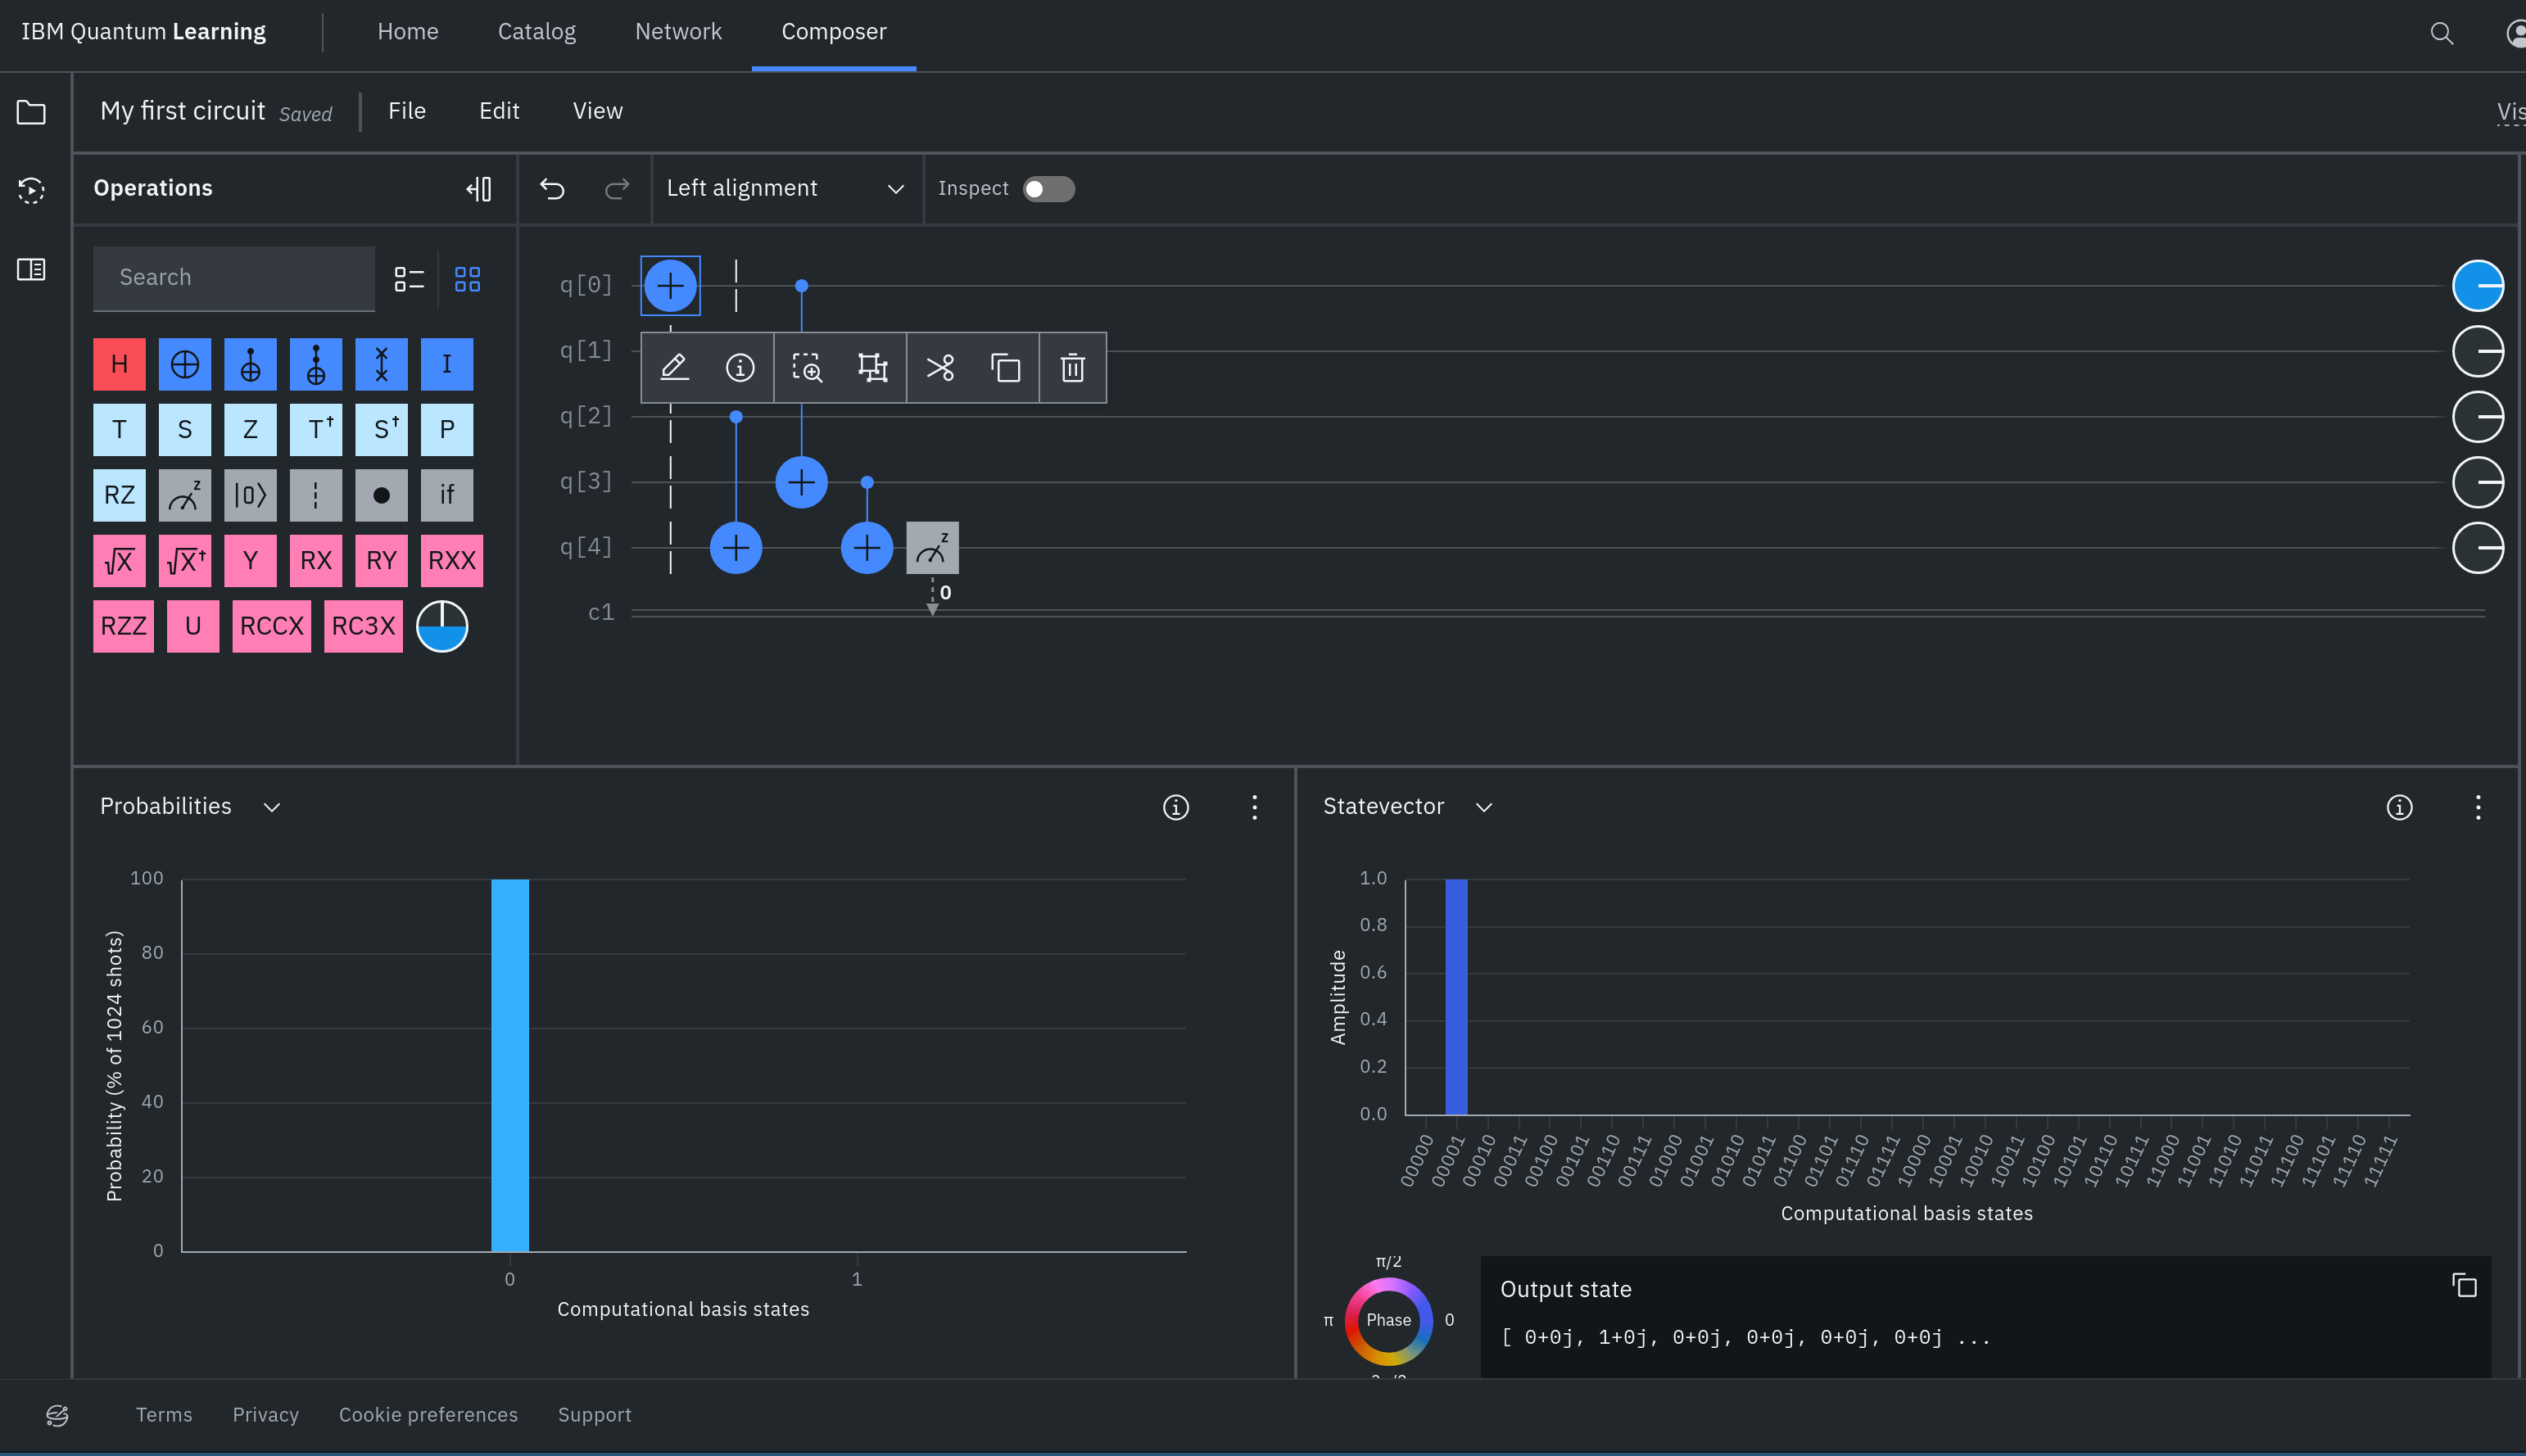 IBM Quantum Learning
Home
Catalog
Network
Composer
My first circuit Saved
File
Edit
View
Vis
Operations
Left alignment
Inspect
Search
H
I
T
S
Z
T†
S†
P
RZ
z
|0⟩
if
√X
√X†
Y
RX
RY
RXX
RZZ
U
RCCX
RC3X
q[0]
q[1]
q[2]
q[3]
q[4]
z
0
c1
Probabilities
Probability (% of 1024 shots)
100
80
60
40
20
0
0
1
Computational basis states
Statevector
Amplitude
1.0
0.8
0.6
0.4
0.2
0.0
00000
00001
00010
00011
00100
00101
00110
00111
01000
01001
01010
01011
01100
01101
01110
01111
10000
10001
10010
10011
10100
10101
10110
10111
11000
11001
11010
11011
11100
11101
11110
11111
Computational basis states
π/2
π
Phase
0
Output state
[ 0+0j, 1+0j, 0+0j, 0+0j, 0+0j, 0+0j ...
Terms
Privacy
Cookie preferences
Support